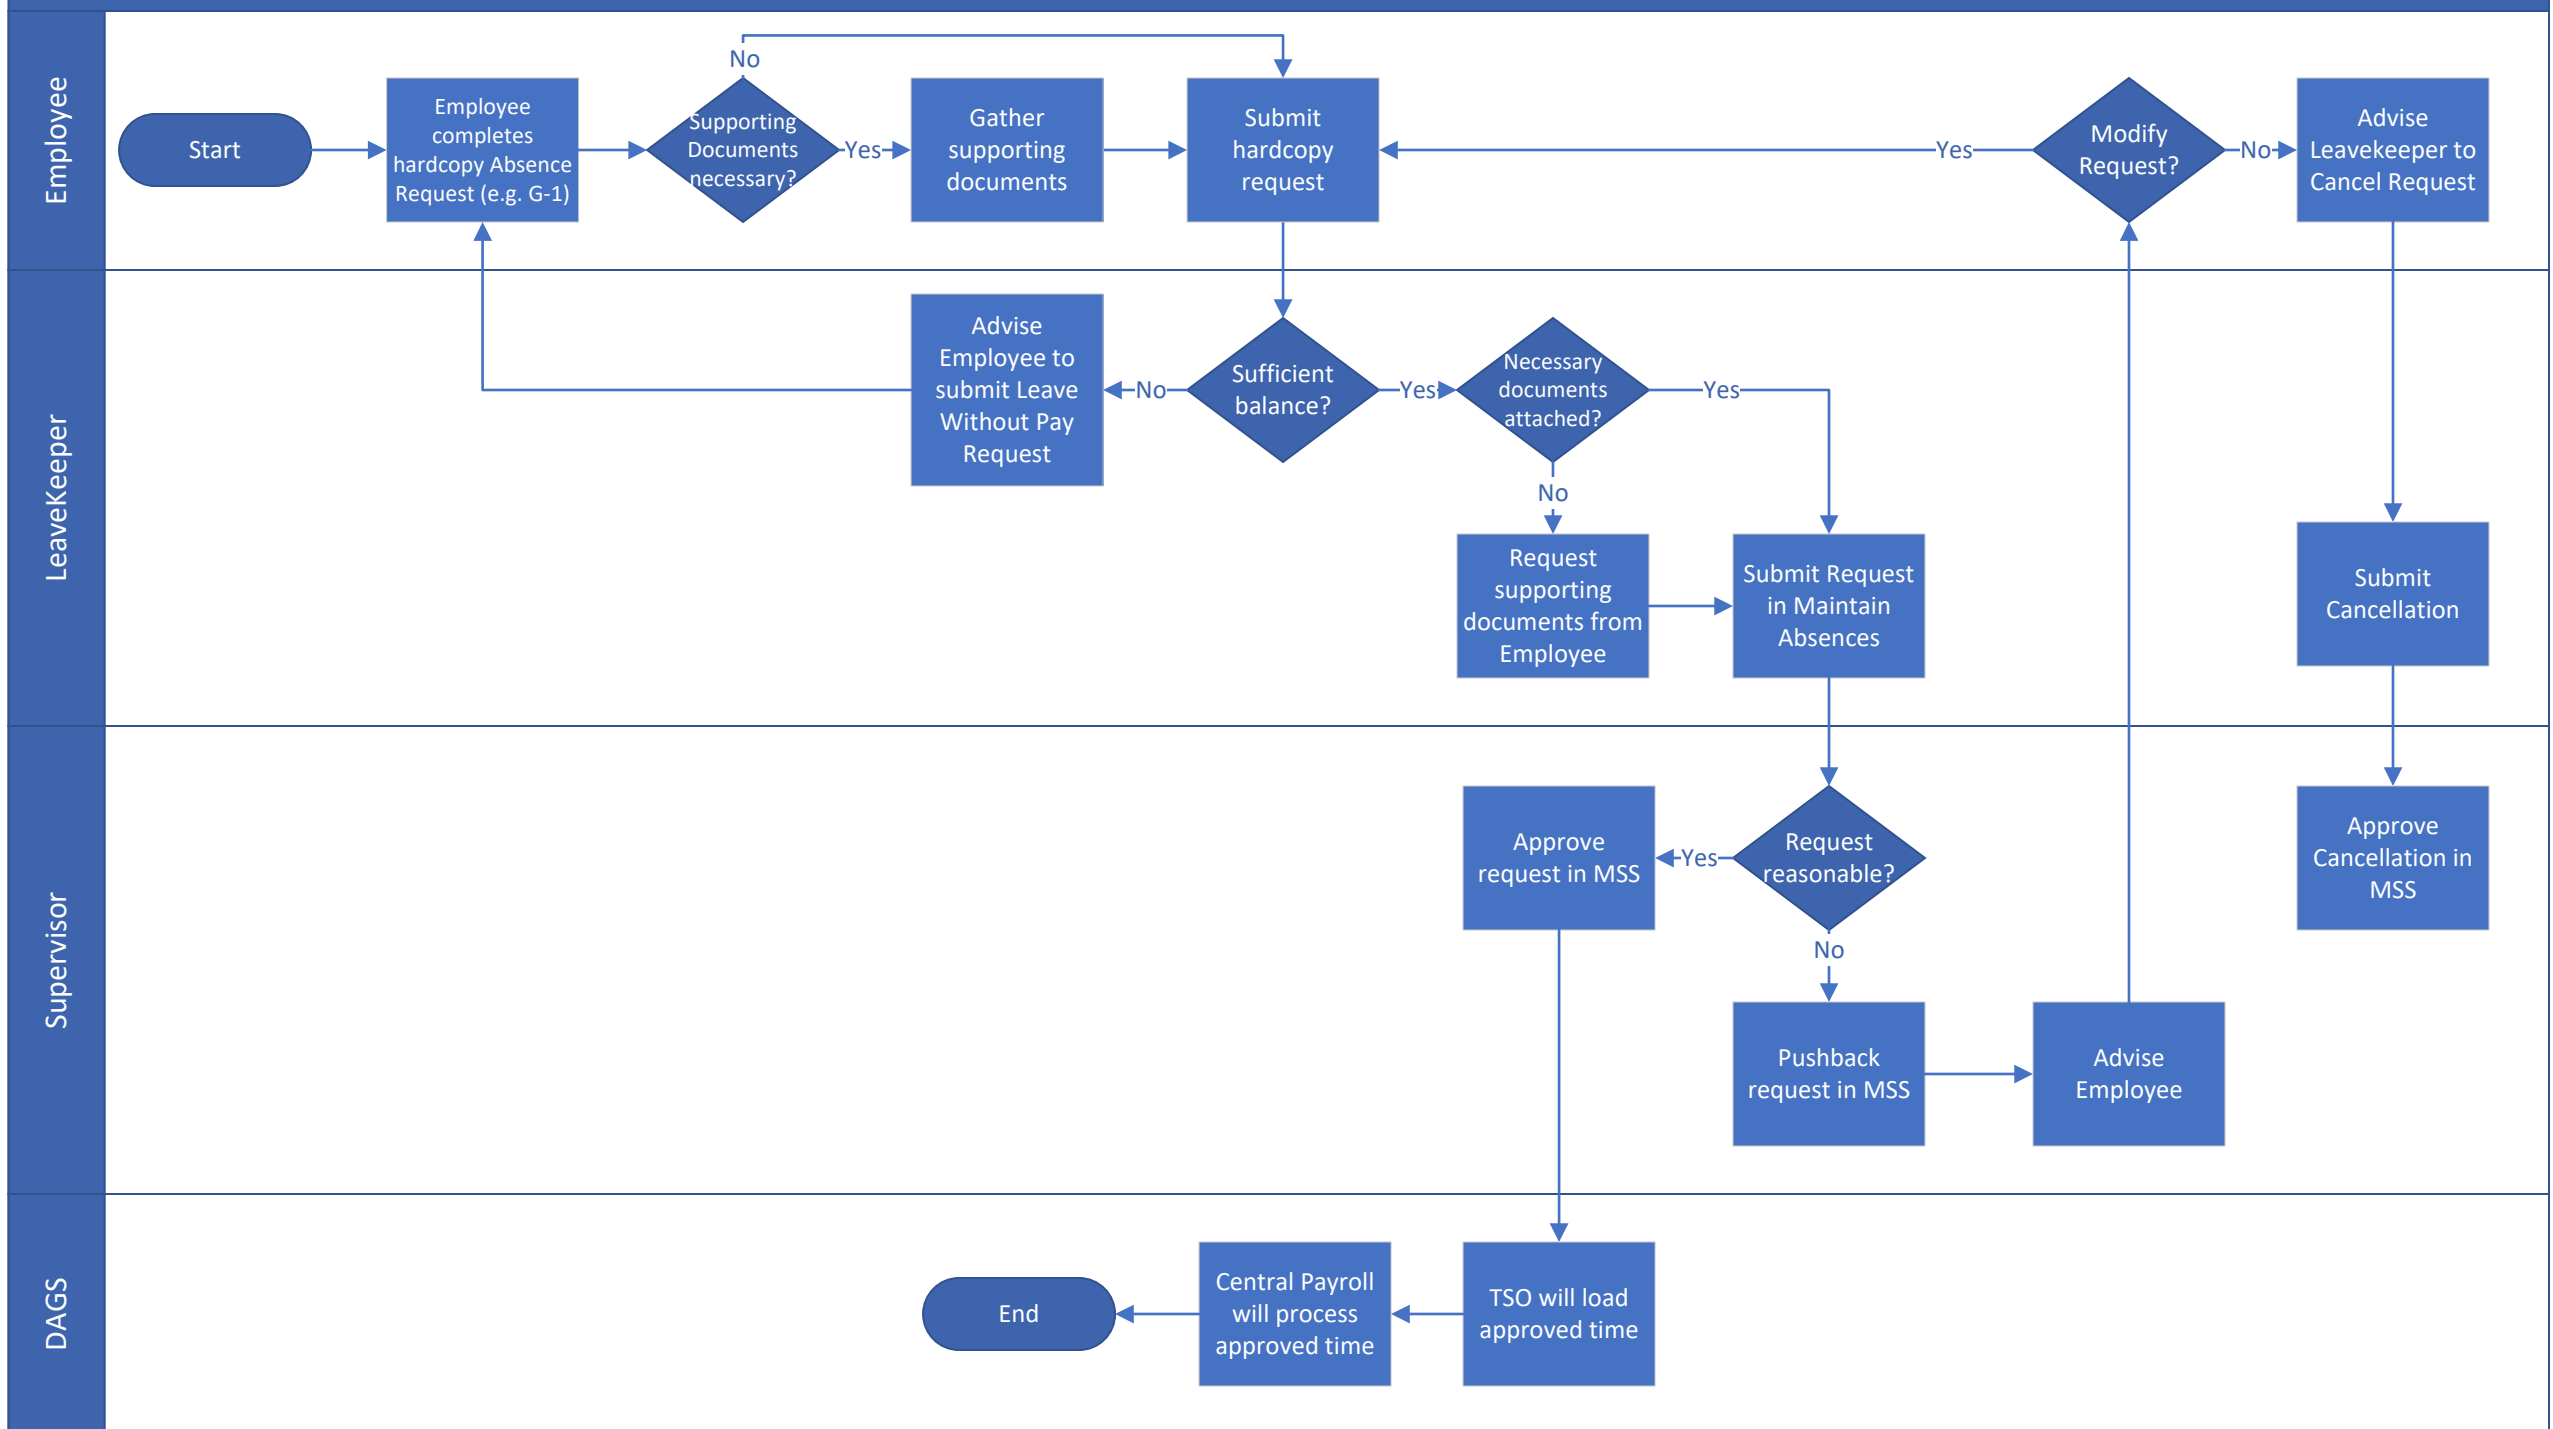 Employee
Start
Employee
completes
hardcopy Absence
Request (e.g. G-1)
No
Supporting
Documents
necessary?
Yes
Gather
supporting
documents
Submit
hardcopy
request
Yes
Modify
Request?
No
Advise
Leavekeeper to
Cancel Request
LeaveKeeper
Advise
Employee to
submit Leave
Without Pay
Request
No
Sufficient
balance?
Yes
Necessary
documents
attached?
Yes
No
Request
supporting
documents from
Employee
Submit Request
in Maintain
Absences
Submit
Cancellation
Supervisor
Approve
request in MSS
Yes
Request
reasonable?
No
Approve
Cancellation in
MSS
Pushback
request in MSS
Advise
Employee
DAGS
End
Central Payroll
will process
approved time
TSO will load
approved time